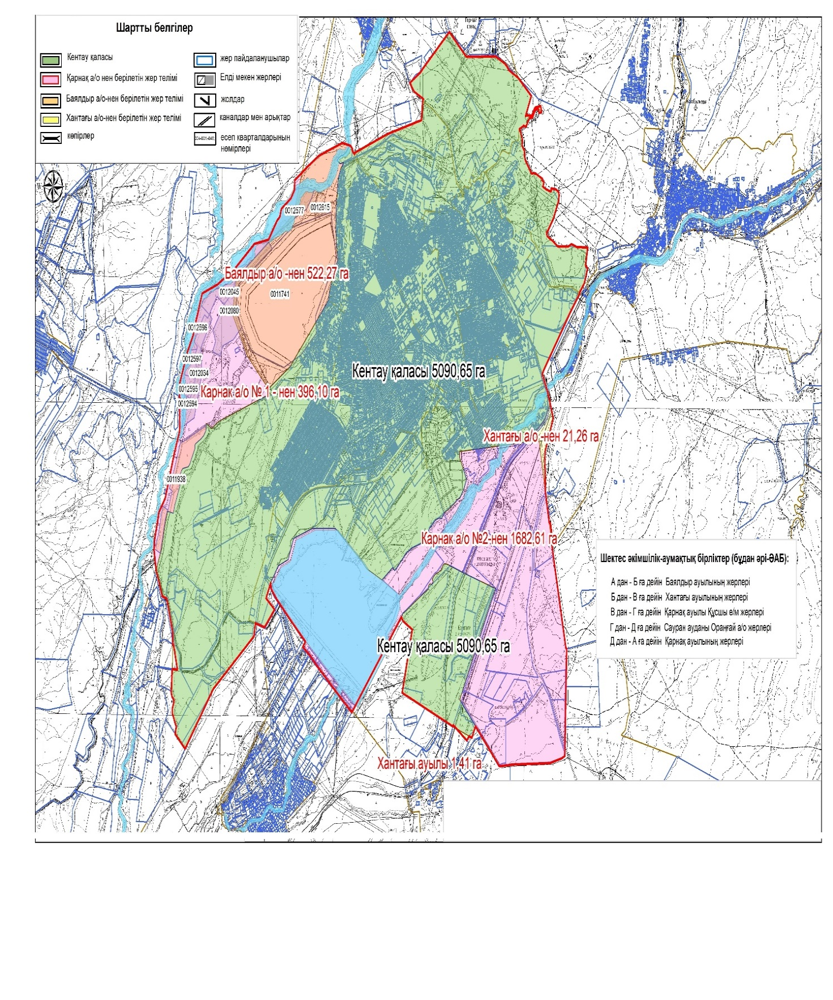 Шартты белгілер
Кентау қаласы
Қарнақ а/о нен берілетін жер телімі
Баялдыр а/о-нен берілетін жер телімі
Хантағы а/о-нен берілетін жер телімі
көпірлер
жер пайдаланушылар
Елді мекен жерлері
жолдар
каналдар мен арықтар
есеп кварталдарының
нөмірлері
0012577
0012615
Баялдыр а/о -нен 522,27 га
0012045
0011741
0012080
0012596
0012597
0012034
0012595
0012594
Карнак а/о № 1 - нен 396,10 га
Кентау қаласы 5090,65 га
Хантағы а/о -нен 21,26 га
0011938
Карнак а/о №2-нен 1682,61 га
Кентау қаласы 5090,65 га
Хантағы ауылы 1,41 га
Шектес әкімшілік-аумақтық бірліктер (бұдан әрі-ӘАБ):
А дан - Б ға дейін Баялдыр ауылының жерлері
Б дан - В ға дейін Хантағы ауылының жерлері
В дан - Г ға дейін Қарнақ ауылы Құсшы е/м жерлері
Г дан - Д ға дейін Сауран ауданы Оранғай а/о жерлері
Д дан - А ға дейін Қарнақ ауылының жерлері